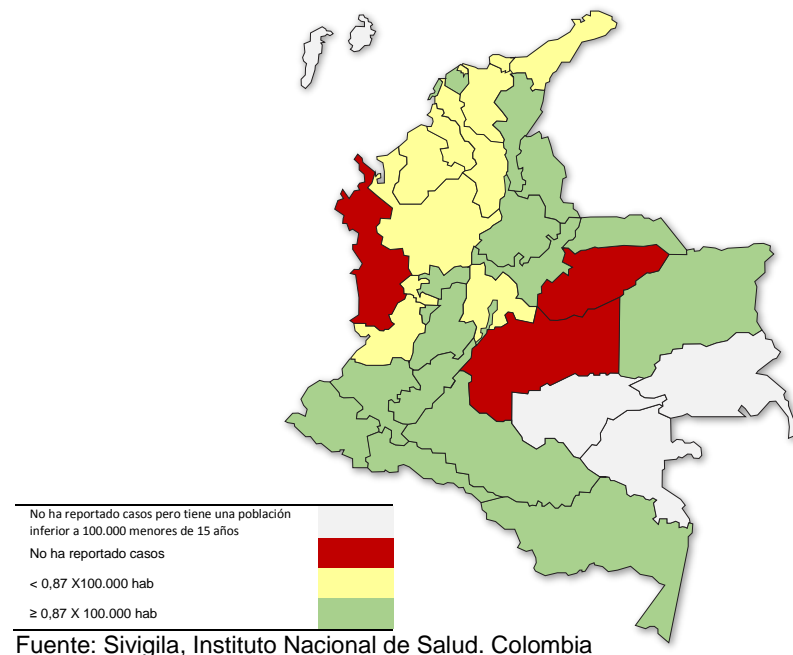 No ha reportado casos pero tiene una población
inferior a 100.000 menores de 15 años
No ha reportado casos
< 0,87 X100.000 hab
≥ 0,87 X 100.000 hab
Fuente: Sivigila, Instituto Nacional de Salud. Colombia